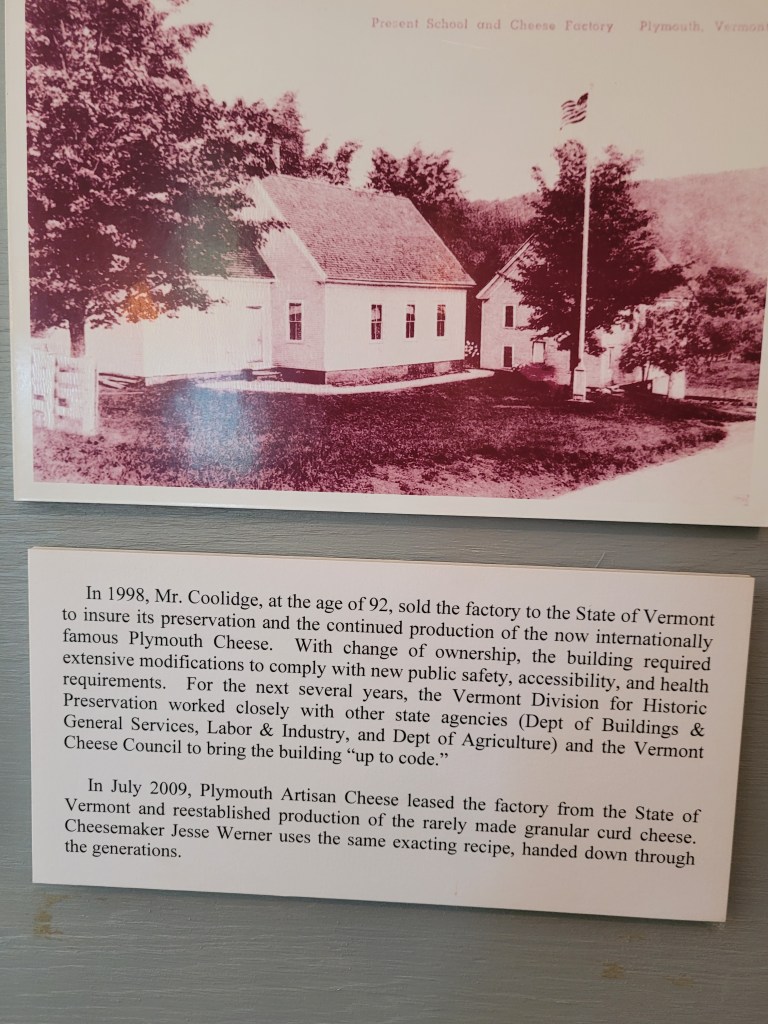 Present School and Cheese Factory Plymouth, Vermont
In 1998, Mr. Coolidge, at the age of 92, sold the factory to the State of Vermont
to insure its preservation and the continued production of the now internationally
famous Plymouth Cheese. With change of ownership, the building required
extensive modifications to comply with new public safety, accessibility, and health
requirements. For the next several years, the Vermont Division for Historic
Preservation worked closely with other state agencies (Dept of Buildings &
General Services, Labor & Industry, and Dept of Agriculture) and the Vermont
Cheese Council to bring the building “up to code.”
In July 2009, Plymouth Artisan Cheese leased the factory from the State of
Vermont and reestablished production of the rarely made granular curd cheese.
Cheesemaker Jesse Werner uses the same exacting recipe, handed down through
the generations.